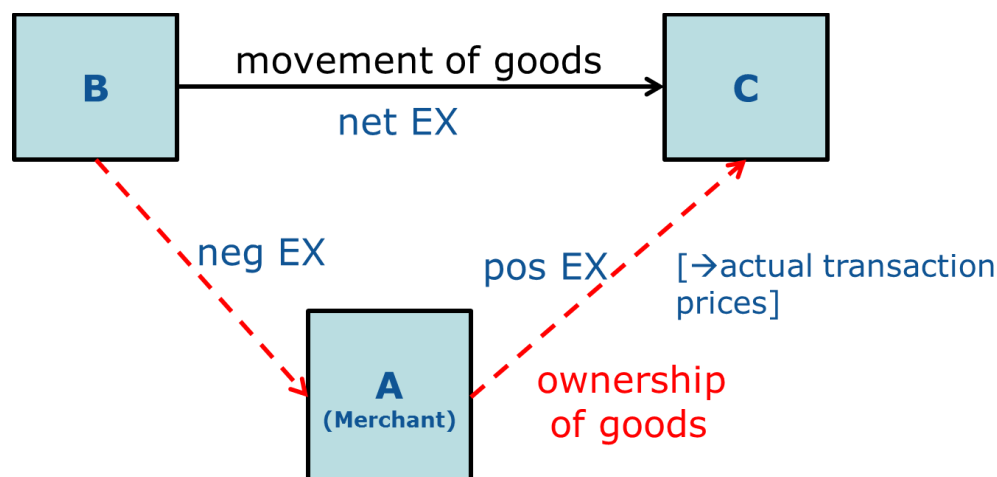 B
movement of goods
C
net EX
neg EX
pos EX
[→actual transaction
prices]
A
(Merchant)
ownership
of goods